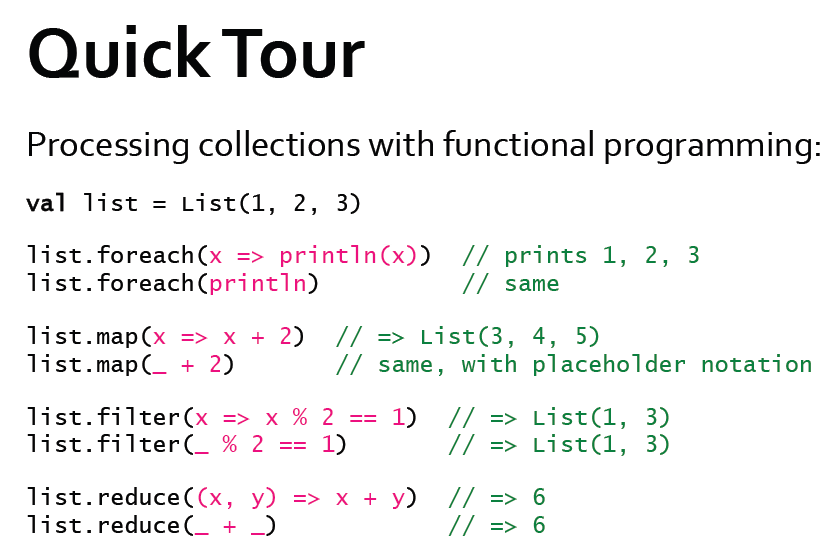 Quick Tour
Processing collections with functional programming:
val list = List(1, 2, 3)
list.foreach(x => println(x))  // prints 1, 2, 3
list.foreach(println)          // same
list.map(x => x + 2)  // => List(3, 4, 5)
list.map(_ + 2)       // same, with placeholder notation
list.filter(x => x % 2 == 1)  // => List(1, 3)
list.filter(_ % 2 == 1)       // => List(1, 3)
list.reduce((x, y) => x + y)  // => 6
list.reduce(_ + _)            // => 6